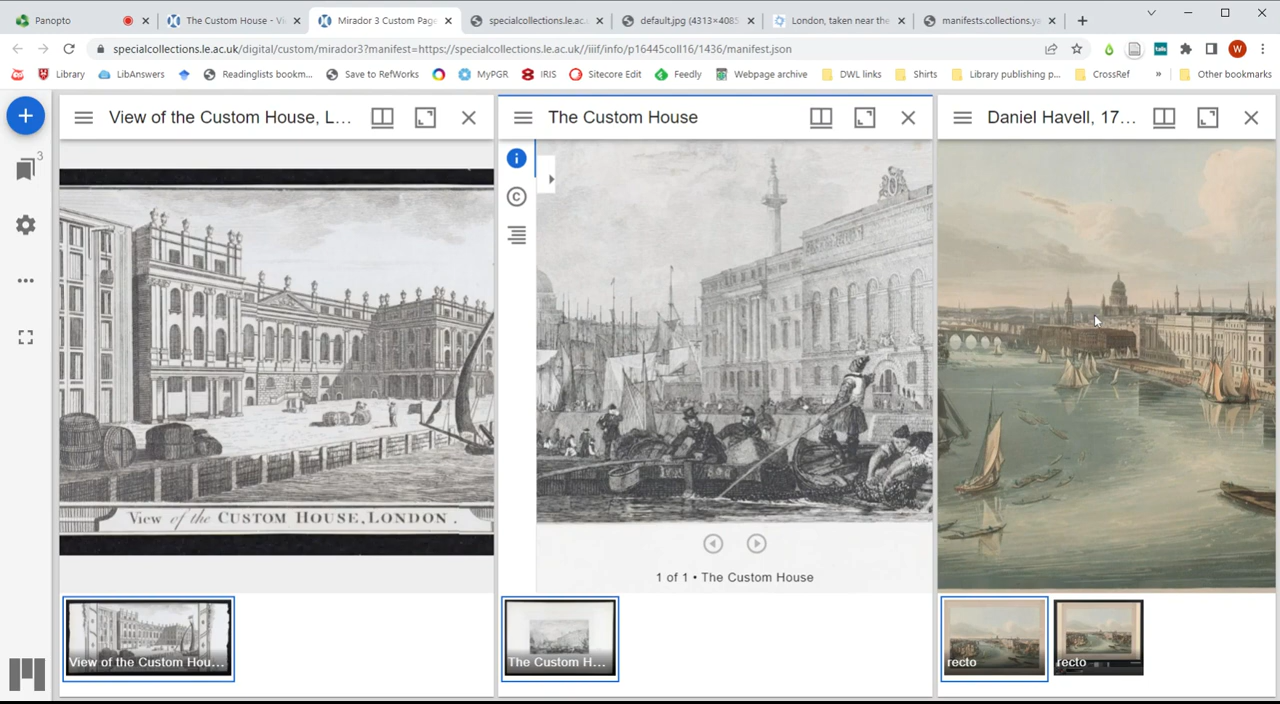 Panopto
The Custom House - Vi
Mirador 3 Custom Page
specialcollections.le.ac.u
default.jpg (4313×4085
London, taken near the
manifests.collections.ya
specialcollections.le.ac.uk/digital/custom/mirador3?manifest=https://specialcollections.le.ac.uk//iiif/info/p16445coll16/1436/manifest.json
W
Library
LibAnswers
Readinglists bookm...
Save to RefWorks
MyPGR
IRIS
Sitecore Edit
Feedly
Webpage archive
DWL links
Shirts
Library publishing p...
CrossRef
»
Other bookmarks
View of the Custom House, L...
The Custom House
Daniel Havell, 17...
3
View of the CUSTOM HOUSE, LONDON.
1 of 1 • The Custom House
View of the Custom Hou...
The Custom H...
recto
recto